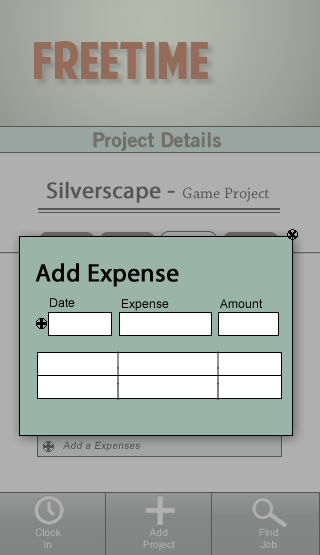 FREETIME
Project Details
Silverscape - Game Project
Add Expense
Date Expense Amount
Add a Expenses
Clock In
Add Project
Find Job